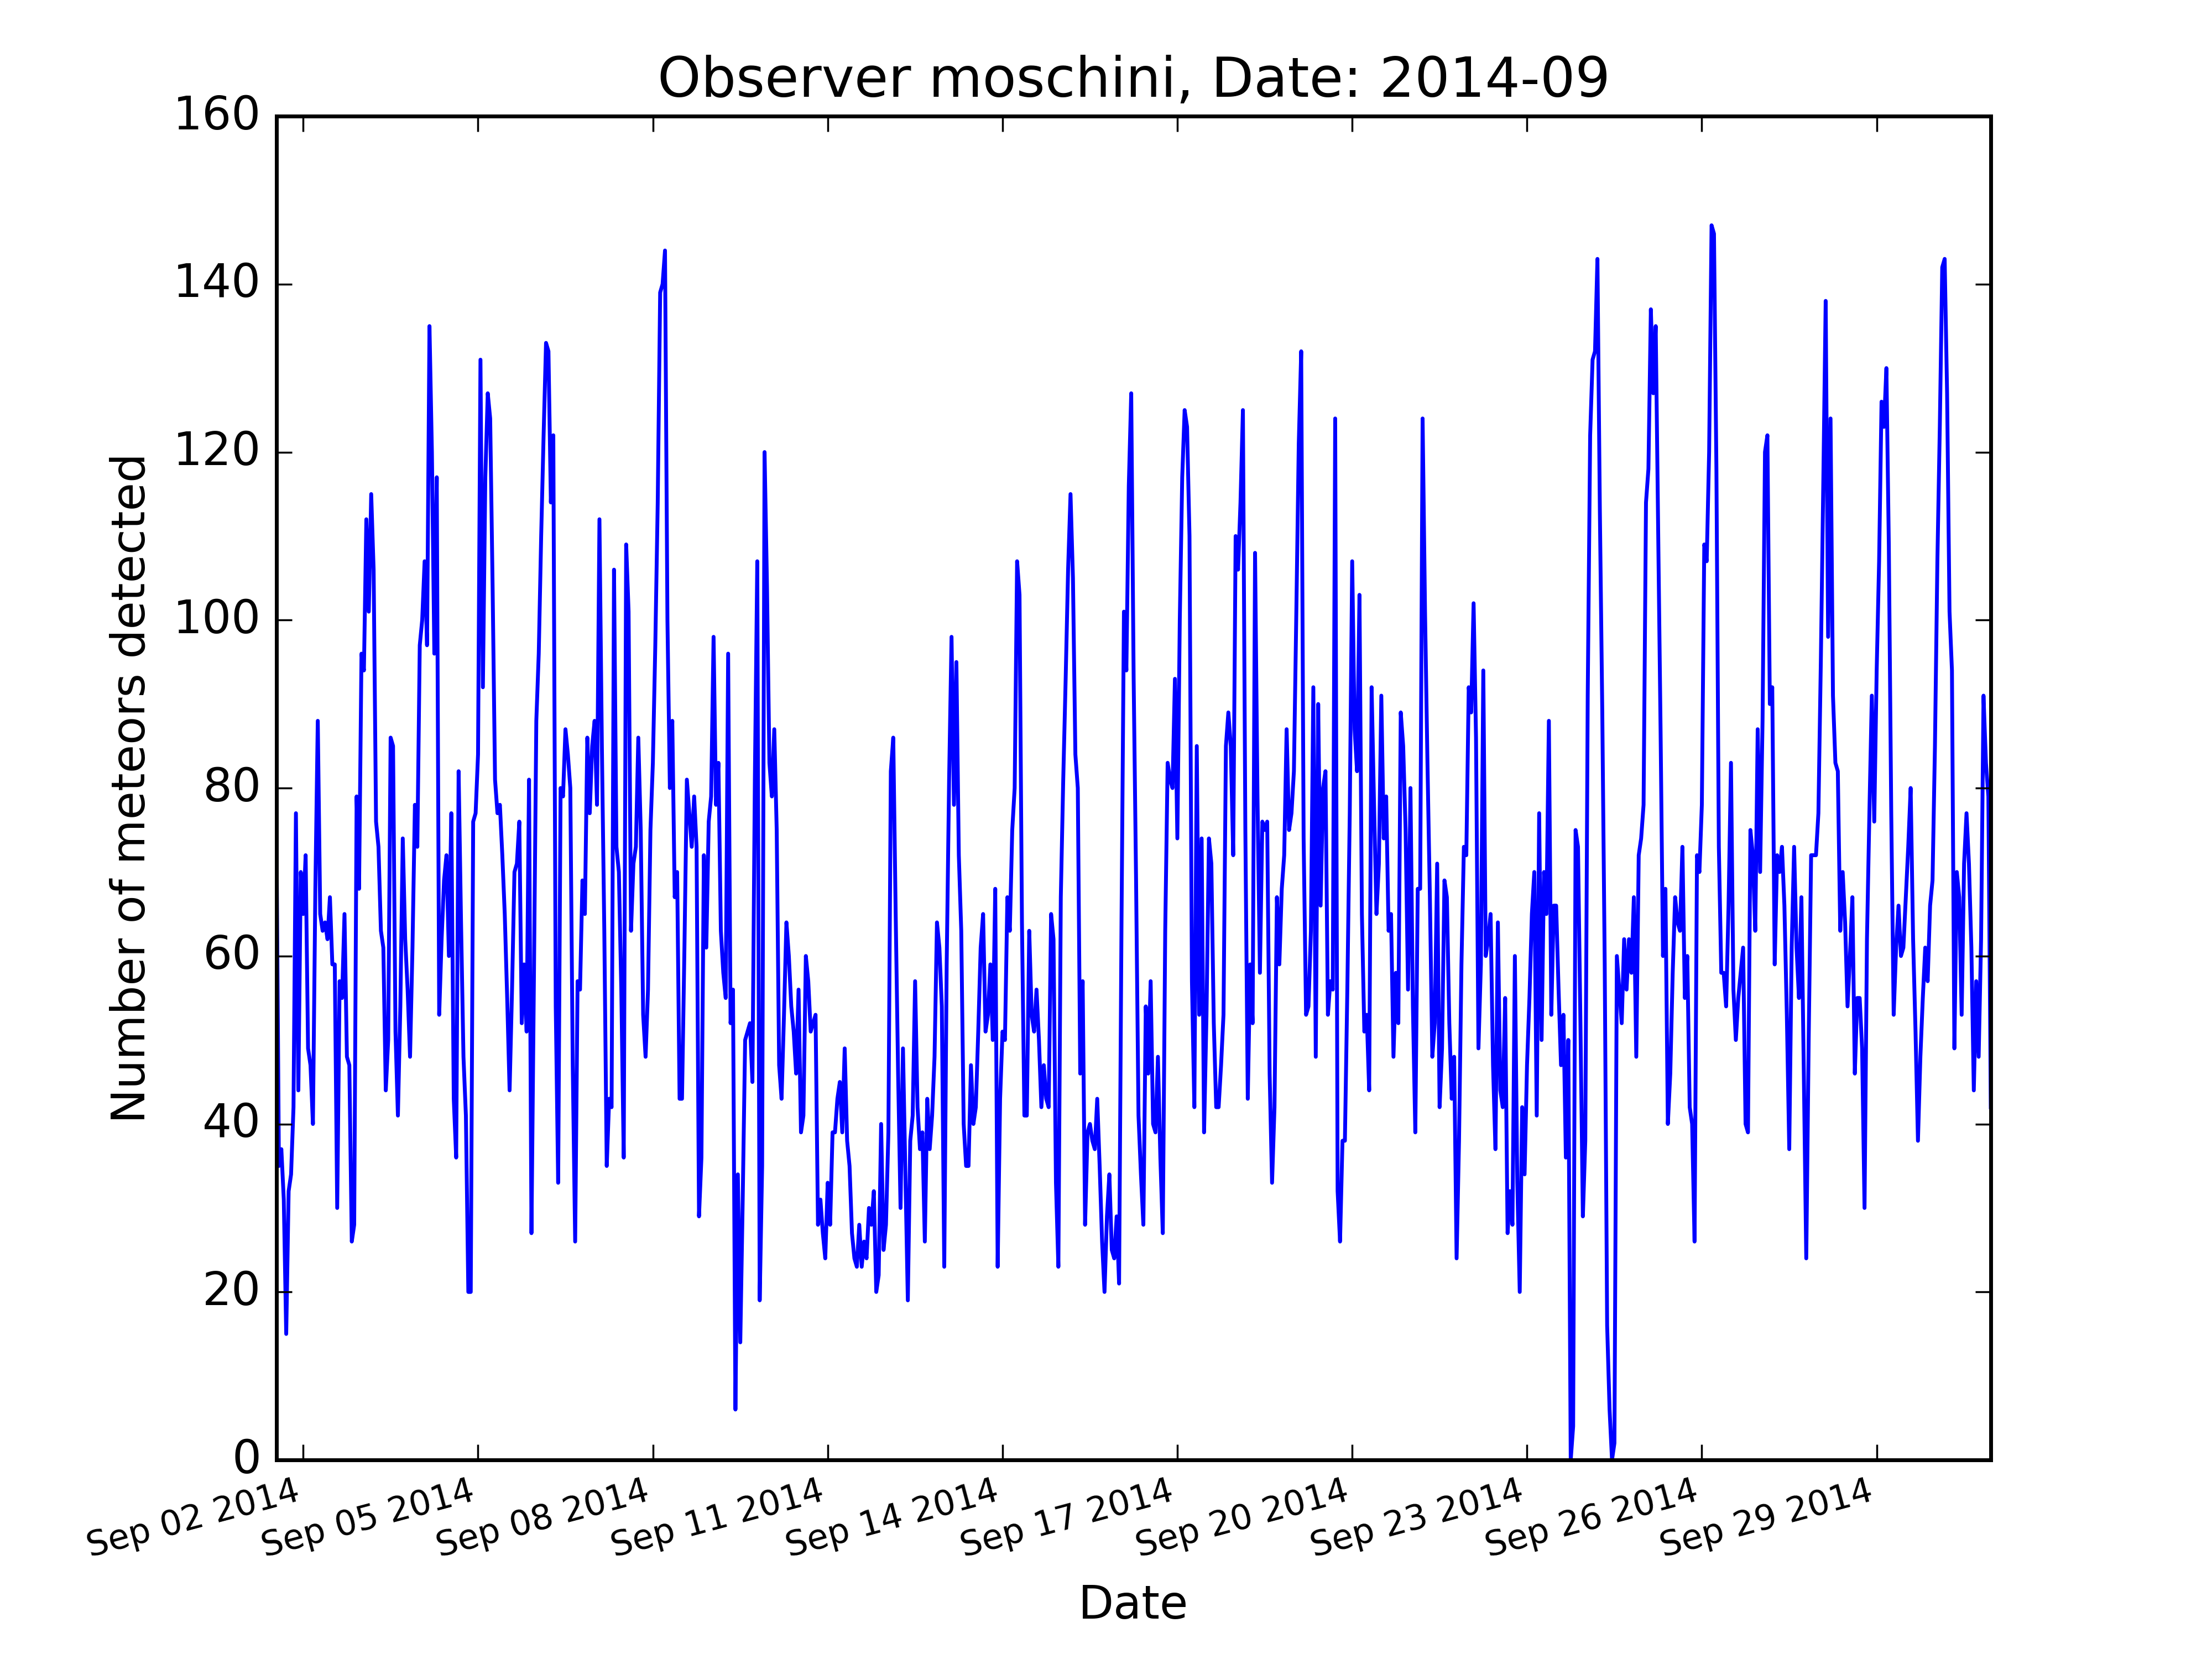 Observer moschini, Date: 2014-09
160
140
120
100
80
60
40
20
0
Number of meteors detected
Sep 02 2014
Sep 05 2014
Sep 08 2014
Sep 11 2014
Sep 14 2014
Sep 17 2014
Sep 20 2014
Sep 23 2014
Sep 26 2014
Sep 29 2014
Date